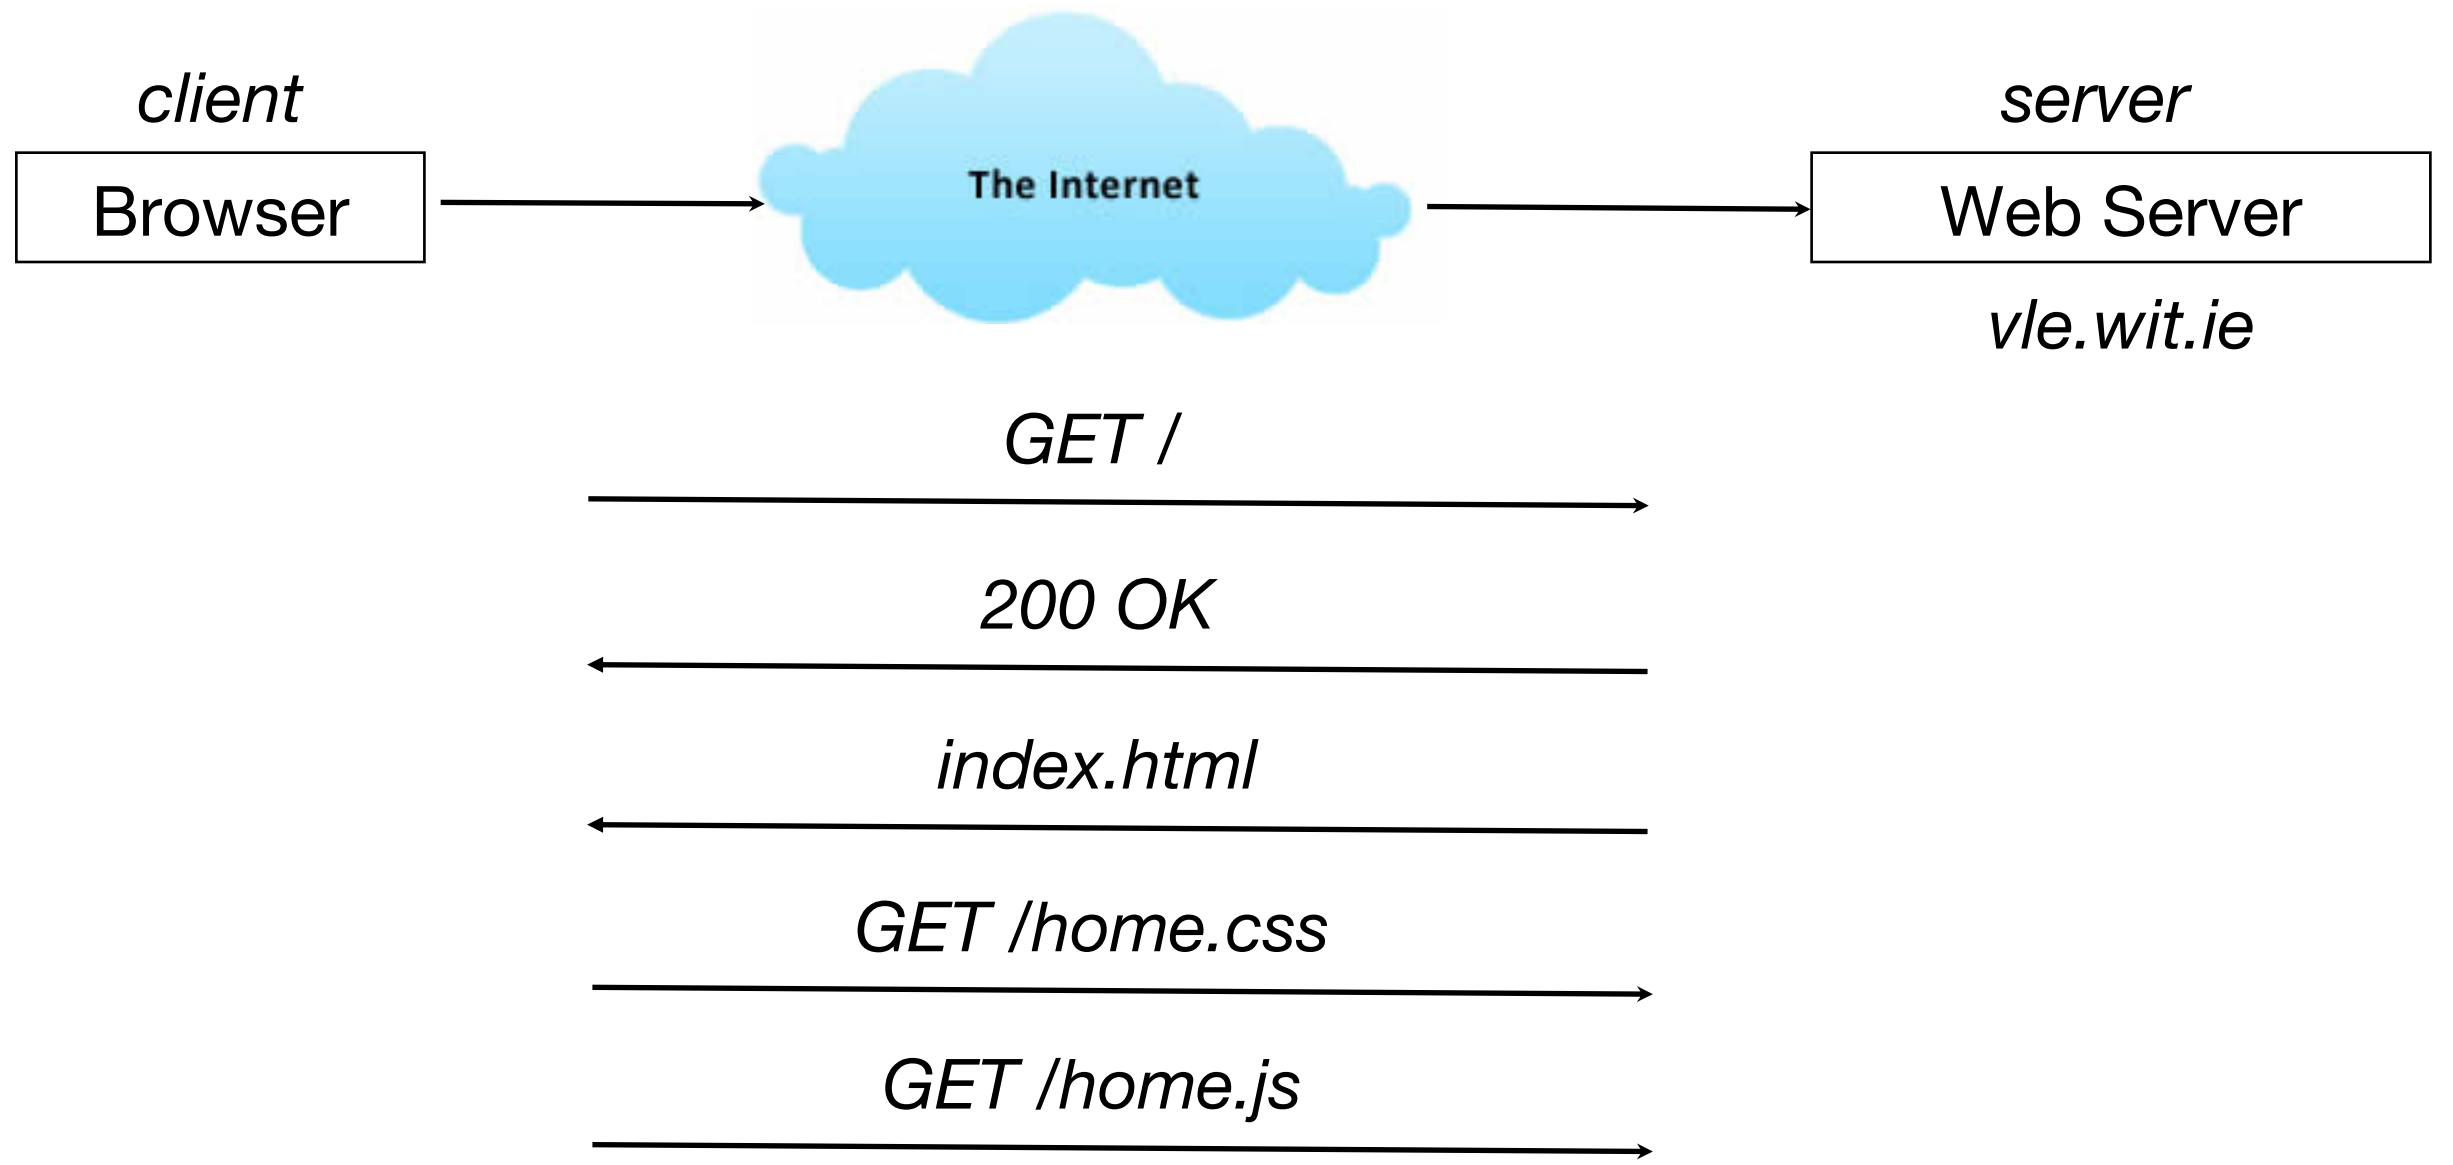 client
server
Browser
The Internet
Web Server
vle.wit.ie
GET /
200 OK
index.html
GET /home.css
GET /home.js